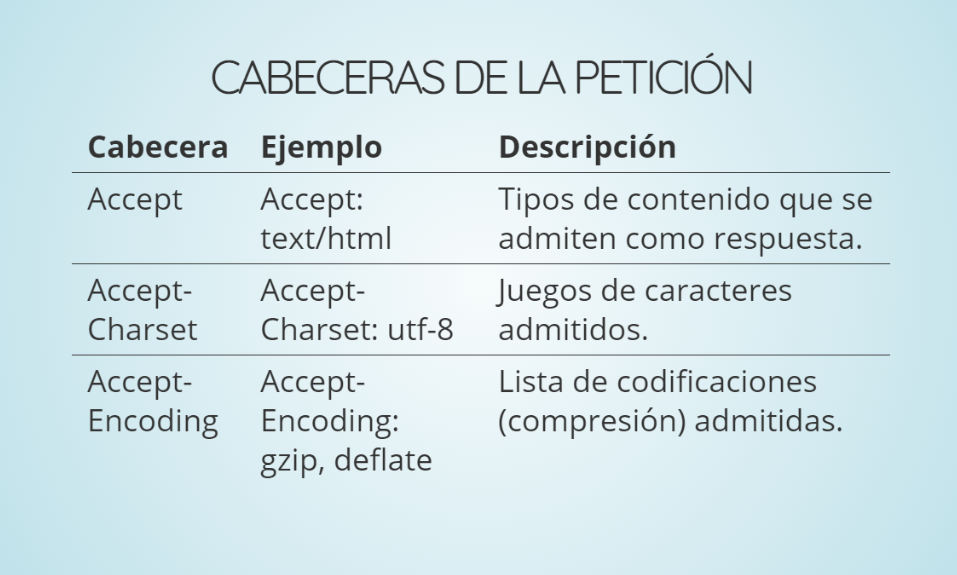 CABECERAS DE LA PETICIÓN
Cabecera Ejemplo Descripción
Accept Accept: Tipos de contenido que se
text/html admiten como respuesta.
Accept- Accept- Juegos de caracteres
Charset Charset: utf-8 admitidos.
Accept- Accept- Lista de codificaciones
Encoding Encoding: (compresión) admitidas.
gzip, deflate